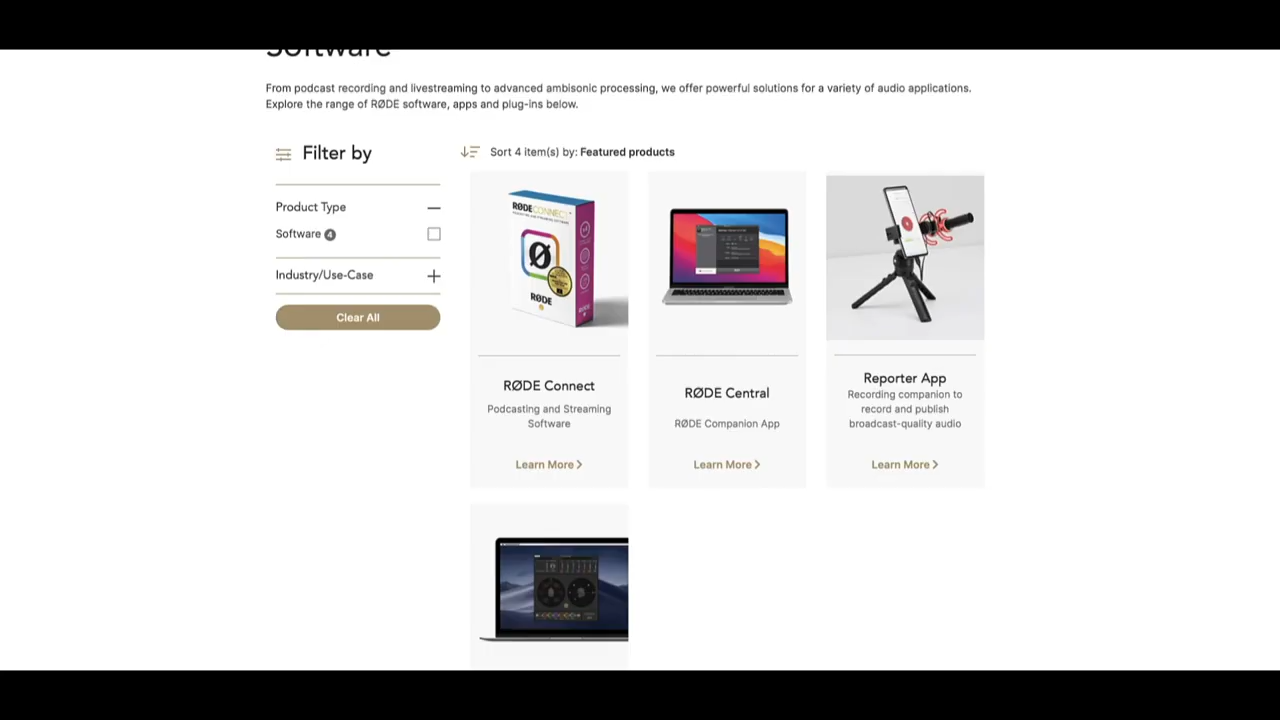 Software
From podcast recording and livestreaming to advanced ambisonic processing, we offer powerful solutions for a variety of audio applications.
Explore the range of RØDE software, apps and plug-ins below.
Filter by
Sort 4 item(s) by: Featured products
Product Type
Software 4
Industry/Use-Case
Clear All
RØDECONNECT
RØDE
RØDE Connect
Podcasting and Streaming
Software
Learn More
RØDE Central
RØDE Companion App
Learn More
Reporter App
Recording companion to
record and publish
broadcast-quality audio
Learn More